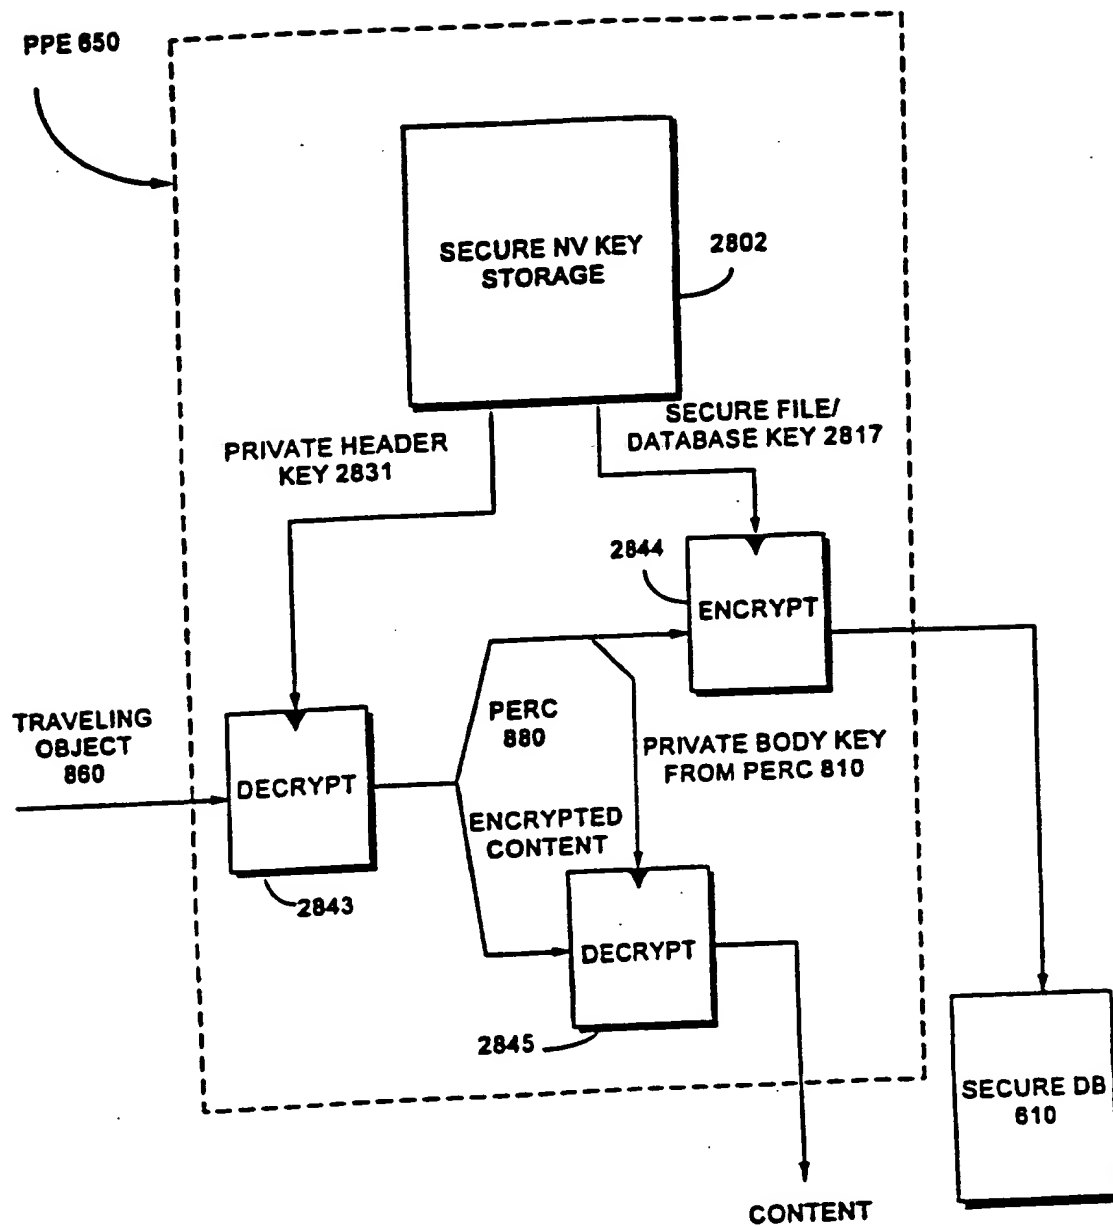 PPE 650
SECURE NV KEY
STORAGE
2802
PRIVATE HEADER
KEY 2831
SECURE FILE/
DATABASE KEY 2817
2844
ENCRYPT
TRAVELING
OBJECT
860
DECRYPT
2843
PERC
880
PRIVATE BODY KEY
FROM PERC 810
ENCRYPTED
CONTENT
DECRYPT
2845
SECURE DB
610
CONTENT